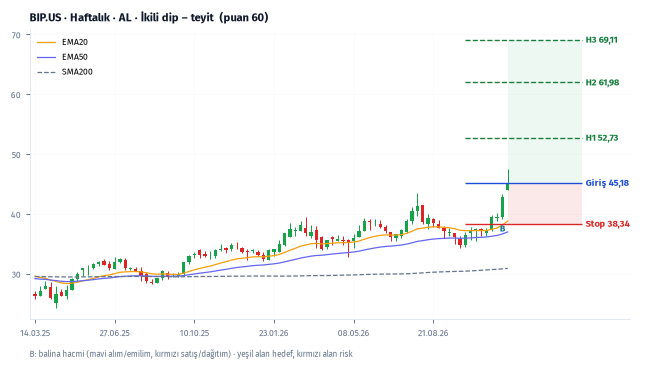 BIP.US · Haftalık · AL · İkili dip – teyit (puan 60)
EMA20
EMA50
SMA200
70
60
50
40
30
H3 69,11
H2 61,98
H1 52,73
Giriş 45,18
Stop 38,34
B
14.03.25
27.06.25
10.10.25
23.01.26
08.05.26
21.08.26
B: balina hacmi (mavi alım/emilim, kırmızı satış/dağıtım) · yeşil alan hedef, kırmızı alan risk